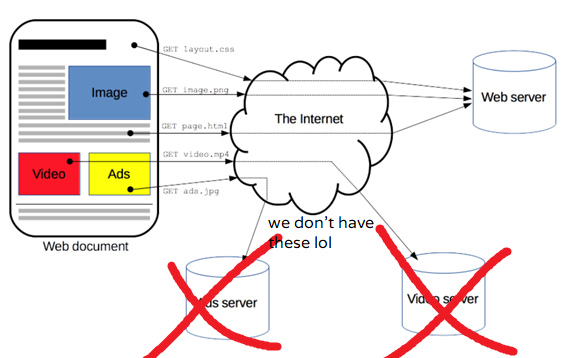 GET layout.css
Image
GET image.png
The Internet
Web server
GET page.html
Video
Ads
GET video.mp4
GET ads.jpg
Web document
we don't have
these lol
Ads server
Video server